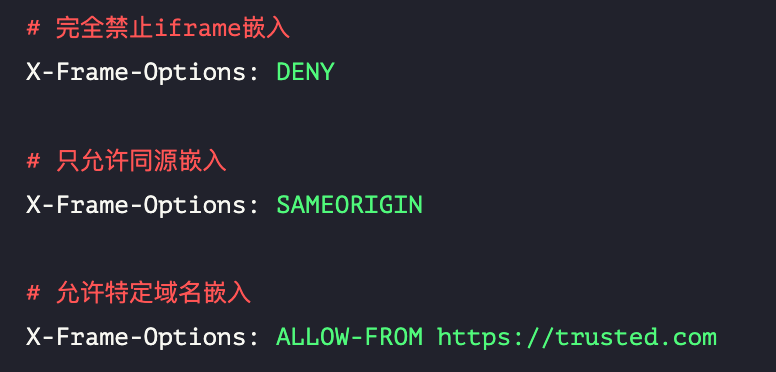 # 完全禁止iframe嵌入
X-Frame-Options: DENY
# 只允许同源嵌入
X-Frame-Options: SAMEORIGIN
# 允许特定域名嵌入
X-Frame-Options: ALLOW-FROM https://trusted.com